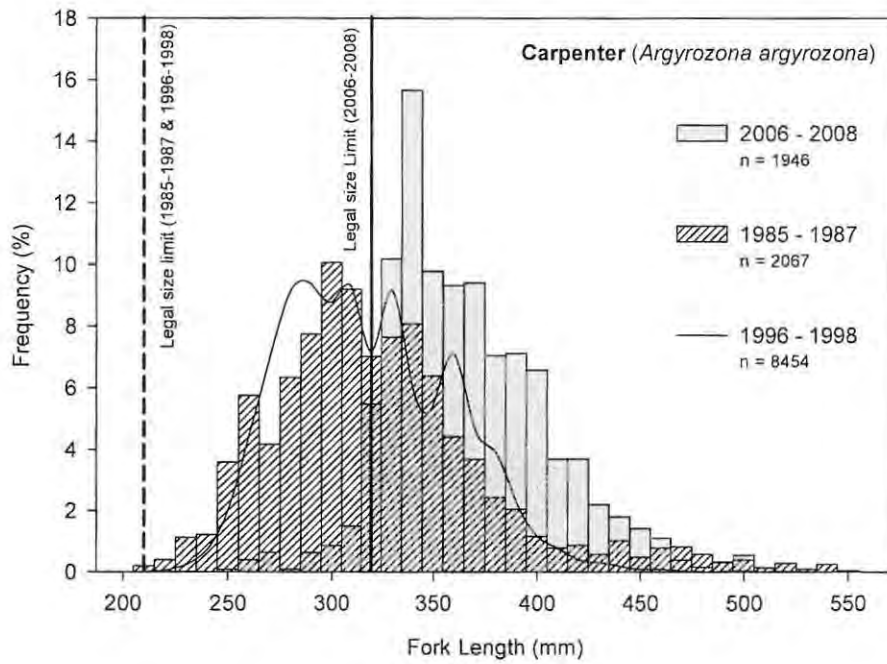 18
16
14
12
10
8
6
4
2
0
Frequency (%)
Legal size limit (1985-1987 & 1996-1998)
Legal size Limit (2006-2008)
Carpenter (Argyrozona argyrozona)
2006 - 2008
n = 1946
1985 - 1987
n = 2067
1996 - 1998
n = 8454
200 250 300 350 400 450 500 550
Fork Length (mm)